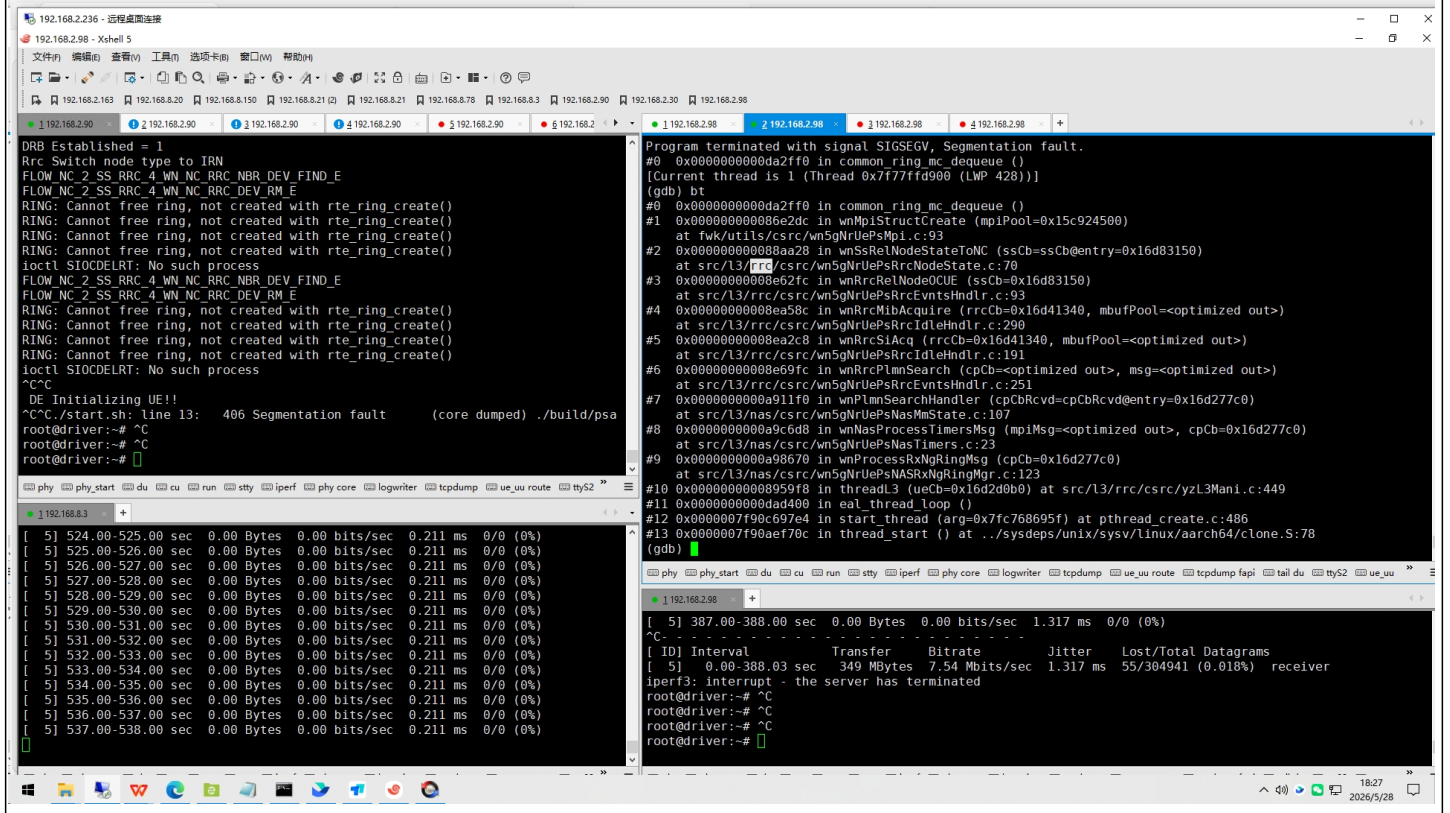 192.168.2.236 - 远程桌面连接
192.168.2.98 - Xshell 5
文件(F) 编辑(E) 查看(V) 工具(T) 选项卡(B) 窗口(W) 帮助(H)
192.168.2.163 192.168.8.20 192.168.8.150 192.168.8.21 (2) 192.168.8.21 192.168.8.78 192.168.8.3 192.168.2.90 192.168.2.30 192.168.2.98
1 192.168.2.90 2 192.168.2.90 3 192.168.2.90 4 192.168.2.90 5 192.168.2.90 6 192.168.2
DRB Established = 1
Rrc Switch node type to IRN
FLOW_NC_2_SS_RRC_4_WN_NC_RRC_NBR_DEV_FIND_E
FLOW_NC_2_SS_RRC_4_WN_NC_RRC_DEV_RM_E
RING: Cannot free ring, not created with rte_ring_create()
RING: Cannot free ring, not created with rte_ring_create()
RING: Cannot free ring, not created with rte_ring_create()
RING: Cannot free ring, not created with rte_ring_create()
ioctl SIOCDELRT: No such process
FLOW_NC_2_SS_RRC_4_WN_NC_RRC_NBR_DEV_FIND_E
FLOW_NC_2_SS_RRC_4_WN_NC_RRC_DEV_RM_E
RING: Cannot free ring, not created with rte_ring_create()
RING: Cannot free ring, not created with rte_ring_create()
RING: Cannot free ring, not created with rte_ring_create()
RING: Cannot free ring, not created with rte_ring_create()
ioctl SIOCDELRT: No such process
^C^C
DE Initializing UE!!
^C^C./start.sh: line 13:   406 Segmentation fault      (core dumped) ./build/psa
root@driver:~# ^C
root@driver:~# ^C
root@driver:~#
phy phy_start du cu run stty iperf phy core logwriter tcpdump ue_uu route ttyS2 »
1 192.168.8.3 +
[  5] 524.00-525.00 sec  0.00 Bytes  0.00 bits/sec  0.211 ms  0/0 (0%)
[  5] 525.00-526.00 sec  0.00 Bytes  0.00 bits/sec  0.211 ms  0/0 (0%)
[  5] 526.00-527.00 sec  0.00 Bytes  0.00 bits/sec  0.211 ms  0/0 (0%)
[  5] 527.00-528.00 sec  0.00 Bytes  0.00 bits/sec  0.211 ms  0/0 (0%)
[  5] 528.00-529.00 sec  0.00 Bytes  0.00 bits/sec  0.211 ms  0/0 (0%)
[  5] 529.00-530.00 sec  0.00 Bytes  0.00 bits/sec  0.211 ms  0/0 (0%)
[  5] 530.00-531.00 sec  0.00 Bytes  0.00 bits/sec  0.211 ms  0/0 (0%)
[  5] 531.00-532.00 sec  0.00 Bytes  0.00 bits/sec  0.211 ms  0/0 (0%)
[  5] 532.00-533.00 sec  0.00 Bytes  0.00 bits/sec  0.211 ms  0/0 (0%)
[  5] 533.00-534.00 sec  0.00 Bytes  0.00 bits/sec  0.211 ms  0/0 (0%)
[  5] 534.00-535.00 sec  0.00 Bytes  0.00 bits/sec  0.211 ms  0/0 (0%)
[  5] 535.00-536.00 sec  0.00 Bytes  0.00 bits/sec  0.211 ms  0/0 (0%)
[  5] 536.00-537.00 sec  0.00 Bytes  0.00 bits/sec  0.211 ms  0/0 (0%)
[  5] 537.00-538.00 sec  0.00 Bytes  0.00 bits/sec  0.211 ms  0/0 (0%)
1 192.168.2.98 2 192.168.2.98 3 192.168.2.98 4 192.168.2.98 +
Program terminated with signal SIGSEGV, Segmentation fault.
#0  0x0000000000da2ff0 in common_ring_mc_dequeue ()
[Current thread is 1 (Thread 0x7f77ffd900 (LWP 428))]
(gdb) bt
#0  0x0000000000da2ff0 in common_ring_mc_dequeue ()
#1  0x000000000086e2dc in wnMpiStructCreate (mpiPool=0x15c924500)
at fwk/utils/csrc/wn5gNrUePsMpi.c:93
#2  0x000000000088aa28 in wnSsRelNodeStateToNC (ssCb=ssCb@entry=0x16d83150)
at src/l3/rrc/csrc/wn5gNrUePsRrcNodeState.c:70
#3  0x00000000008e62fc in wnRrcRelNodeOCUE (ssCb=0x16d83150)
at src/l3/rrc/csrc/wn5gNrUePsRrcEvntsHndlr.c:93
#4  0x00000000008ea58c in wnRrcMibAcquire (rrcCb=0x16d41340, mbufPool=<optimized out>)
at src/l3/rrc/csrc/wn5gNrUePsRrcIdleHndlr.c:290
#5  0x00000000008ea2c8 in wnRrcSiAcq (rrcCb=0x16d41340, mbufPool=<optimized out>)
at src/l3/rrc/csrc/wn5gNrUePsRrcIdleHndlr.c:191
#6  0x00000000008e69fc in wnRrcPlmnSearch (cpCb=<optimized out>, msg=<optimized out>)
at src/l3/rrc/csrc/wn5gNrUePsRrcEvntsHndlr.c:251
#7  0x0000000000a911f0 in wnPlmnSearchHandler (cpCbRcvd=cpCbRcvd@entry=0x16d277c0)
at src/l3/nas/csrc/wn5gNrUePsNasMmState.c:107
#8  0x0000000000a9c6d8 in wnNasProcessTimersMsg (mpiMsg=<optimized out>, cpCb=0x16d277c0)
at src/l3/nas/csrc/wn5gNrUePsNasTimers.c:23
#9  0x0000000000a98670 in wnProcessRxNgRingMsg (cpCb=0x16d277c0)
at src/l3/nas/csrc/wn5gNrUePsNASRxNgRingMgr.c:123
#10 0x00000000008959f8 in threadL3 (ueCb=0x16d2d0b0) at src/l3/rrc/csrc/yzL3Mani.c:449
#11 0x0000000000dad400 in eal_thread_loop ()
#12 0x0000007f90c697e4 in start_thread (arg=0x7fc768695f) at pthread_create.c:486
#13 0x0000007f90aef70c in thread_start () at ../sysdeps/unix/sysv/linux/aarch64/clone.S:78
(gdb)
phy phy_start du cu run stty iperf phy core logwriter tcpdump ue_uu route tcpdump fapi tail du ttyS2 ue_uu »
1 192.168.2.98 +
[  5] 387.00-388.00 sec  0.00 Bytes  0.00 bits/sec  1.317 ms  0/0 (0%)
^C- - - - - - - - - - - - - - - - - - - - - - - - -
[ ID] Interval           Transfer     Bitrate         Jitter    Lost/Total Datagrams
[  5]   0.00-388.03 sec   349 MBytes  7.54 Mbits/sec  1.317 ms  55/304941 (0.018%)  receiver
iperf3: interrupt - the server has terminated
root@driver:~# ^C
root@driver:~# ^C
root@driver:~# ^C
root@driver:~#
18:27
2026/5/28